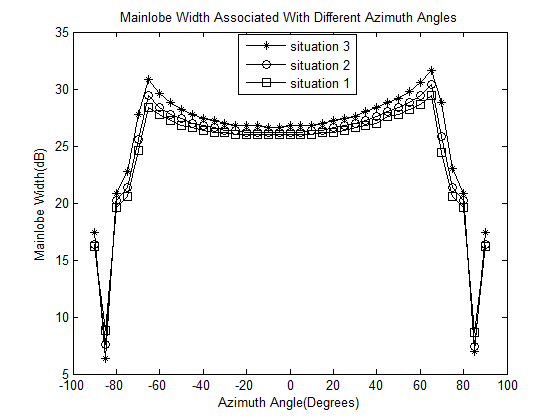 Mainlobe Width Associated With Different Azimuth Angles
situation 3
situation 2
situation 1
Mainlobe Width(dB)
35
30
25
20
15
10
5
-100 -80 -60 -40 -20 0 20 40 60 80 100
Azimuth Angle(Degrees)